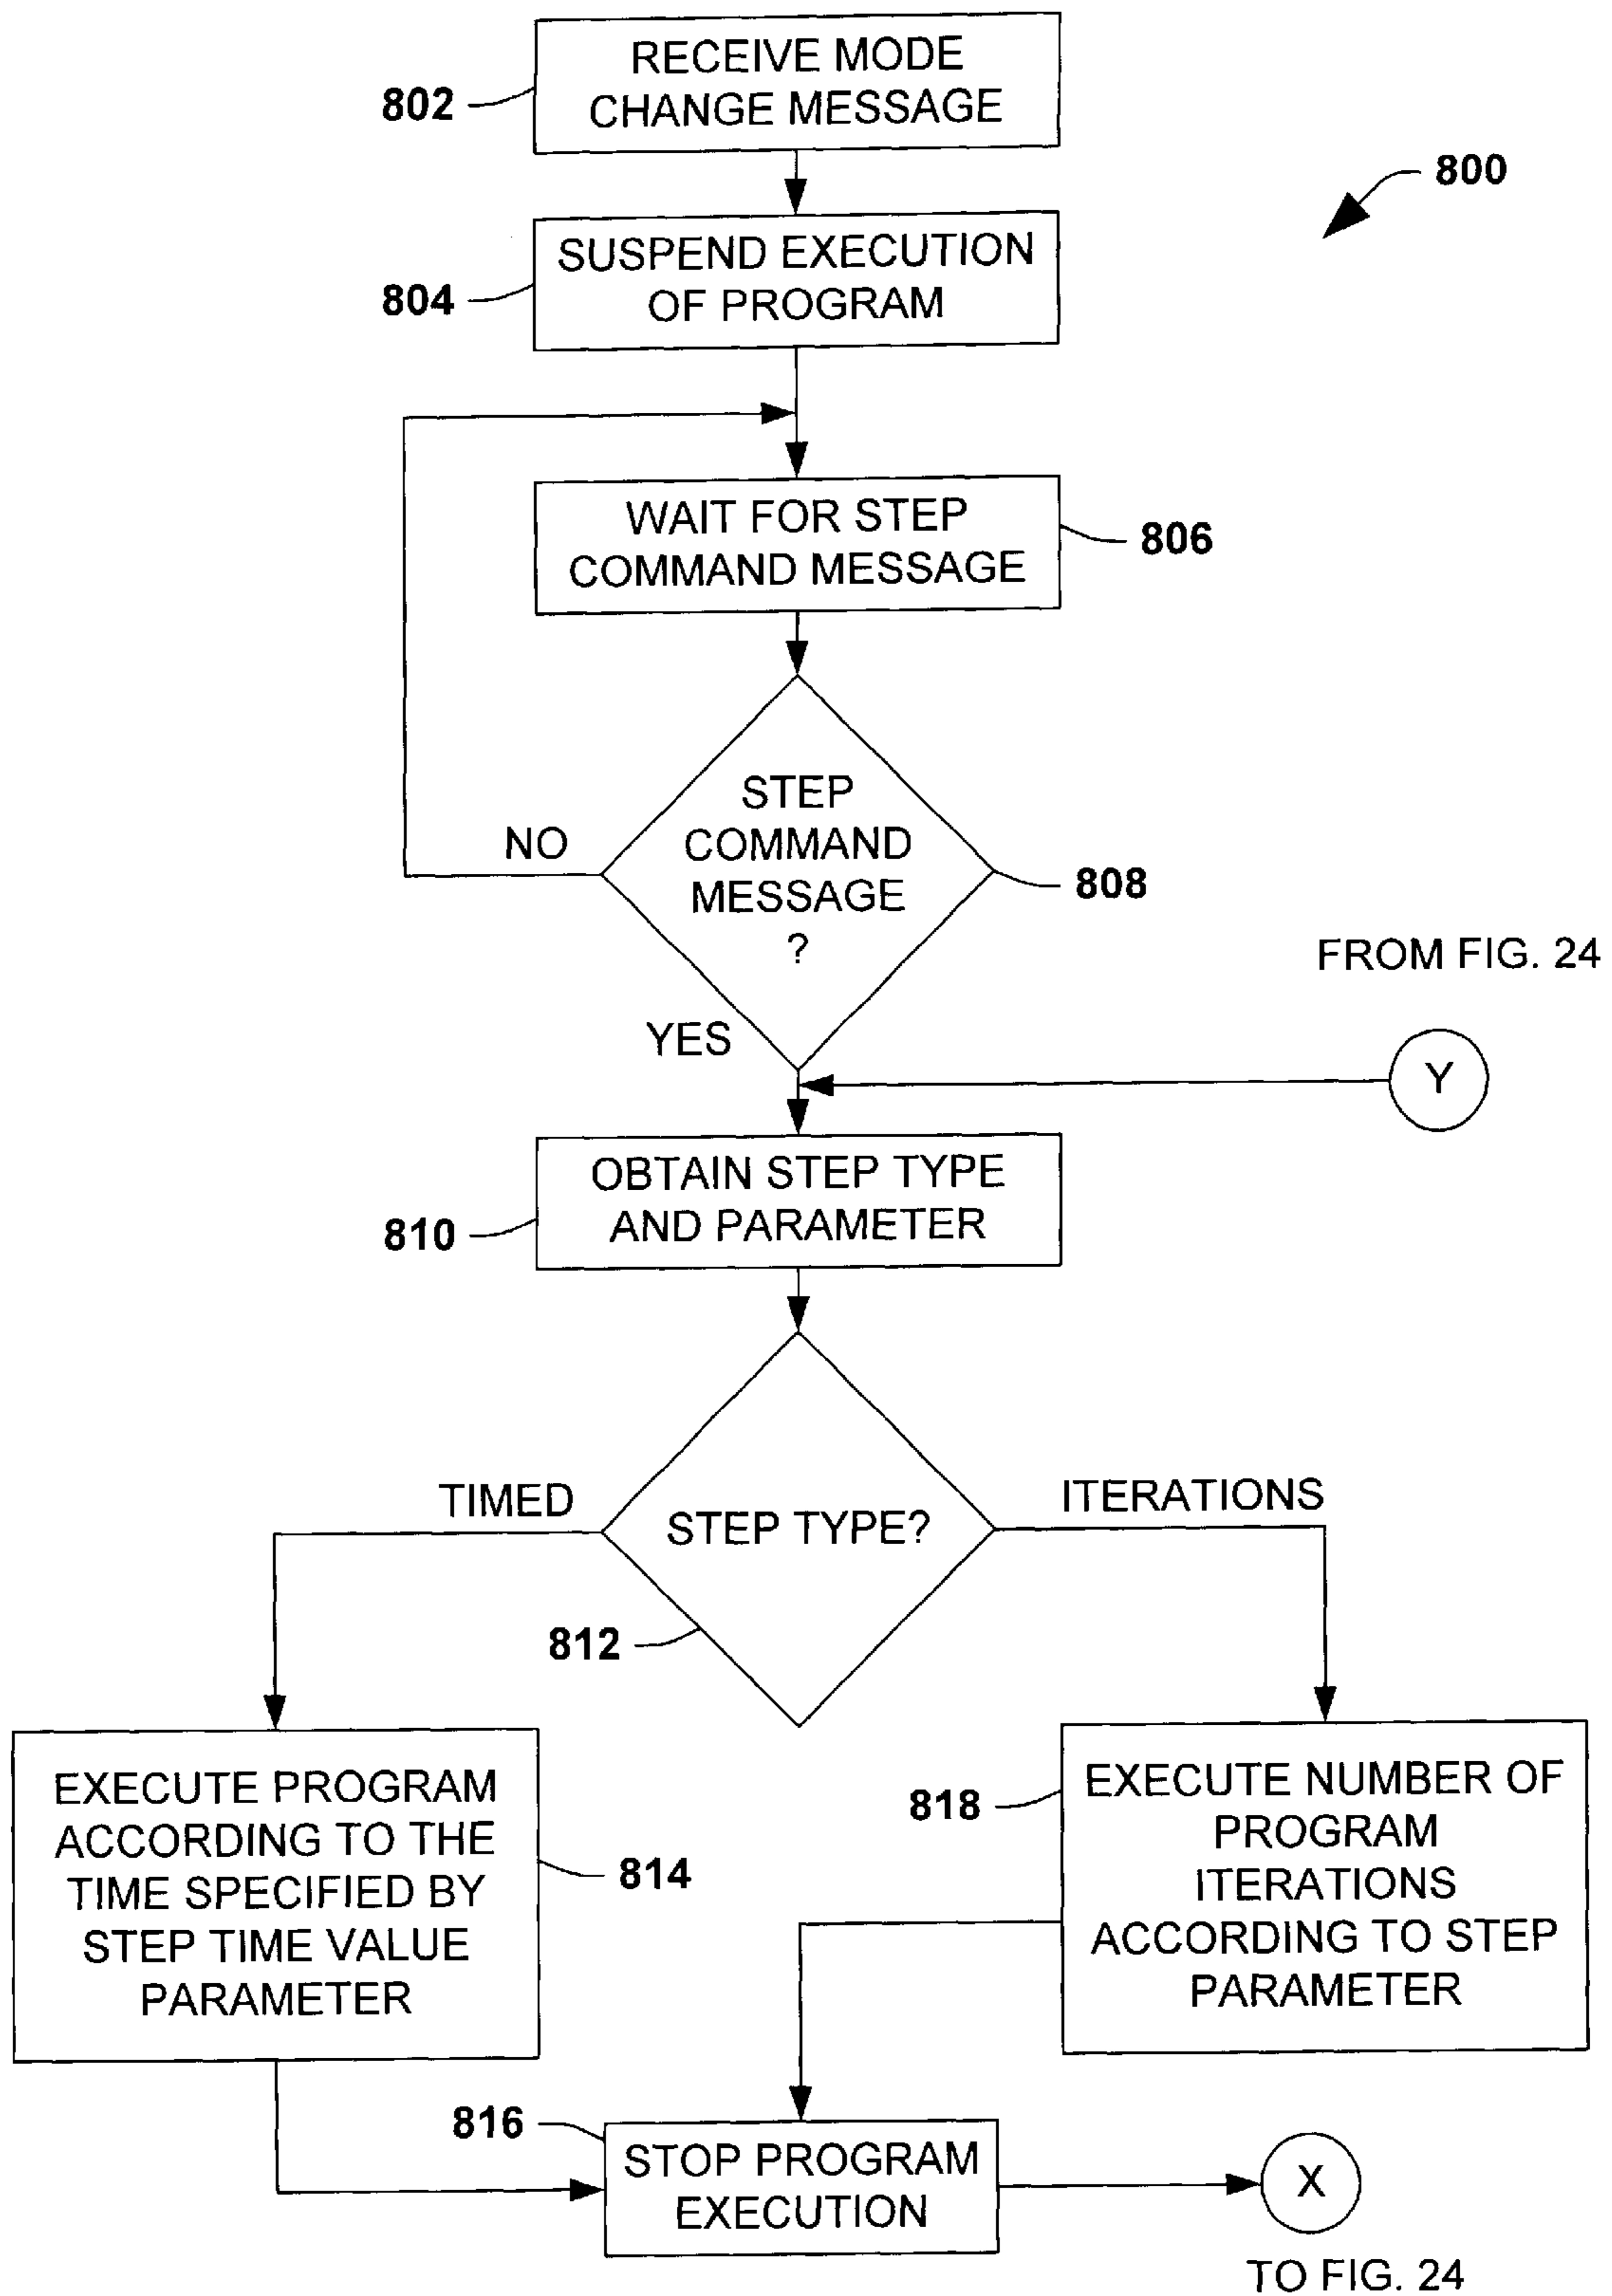 RECEIVE MODE
CHANGE MESSAGE
802
800
SUSPEND EXECUTION
OF PROGRAM
804
WAIT FOR STEP
COMMAND MESSAGE
806
STEP
COMMAND
MESSAGE
?
NO
808
FROM FIG. 24
YES
Y
OBTAIN STEP TYPE
AND PARAMETER
810
TIMED
STEP TYPE?
ITERATIONS
812
EXECUTE PROGRAM
ACCORDING TO THE
TIME SPECIFIED BY
STEP TIME VALUE
PARAMETER
814
818
EXECUTE NUMBER OF
PROGRAM
ITERATIONS
ACCORDING TO STEP
PARAMETER
816
STOP PROGRAM
EXECUTION
X
TO FIG. 24